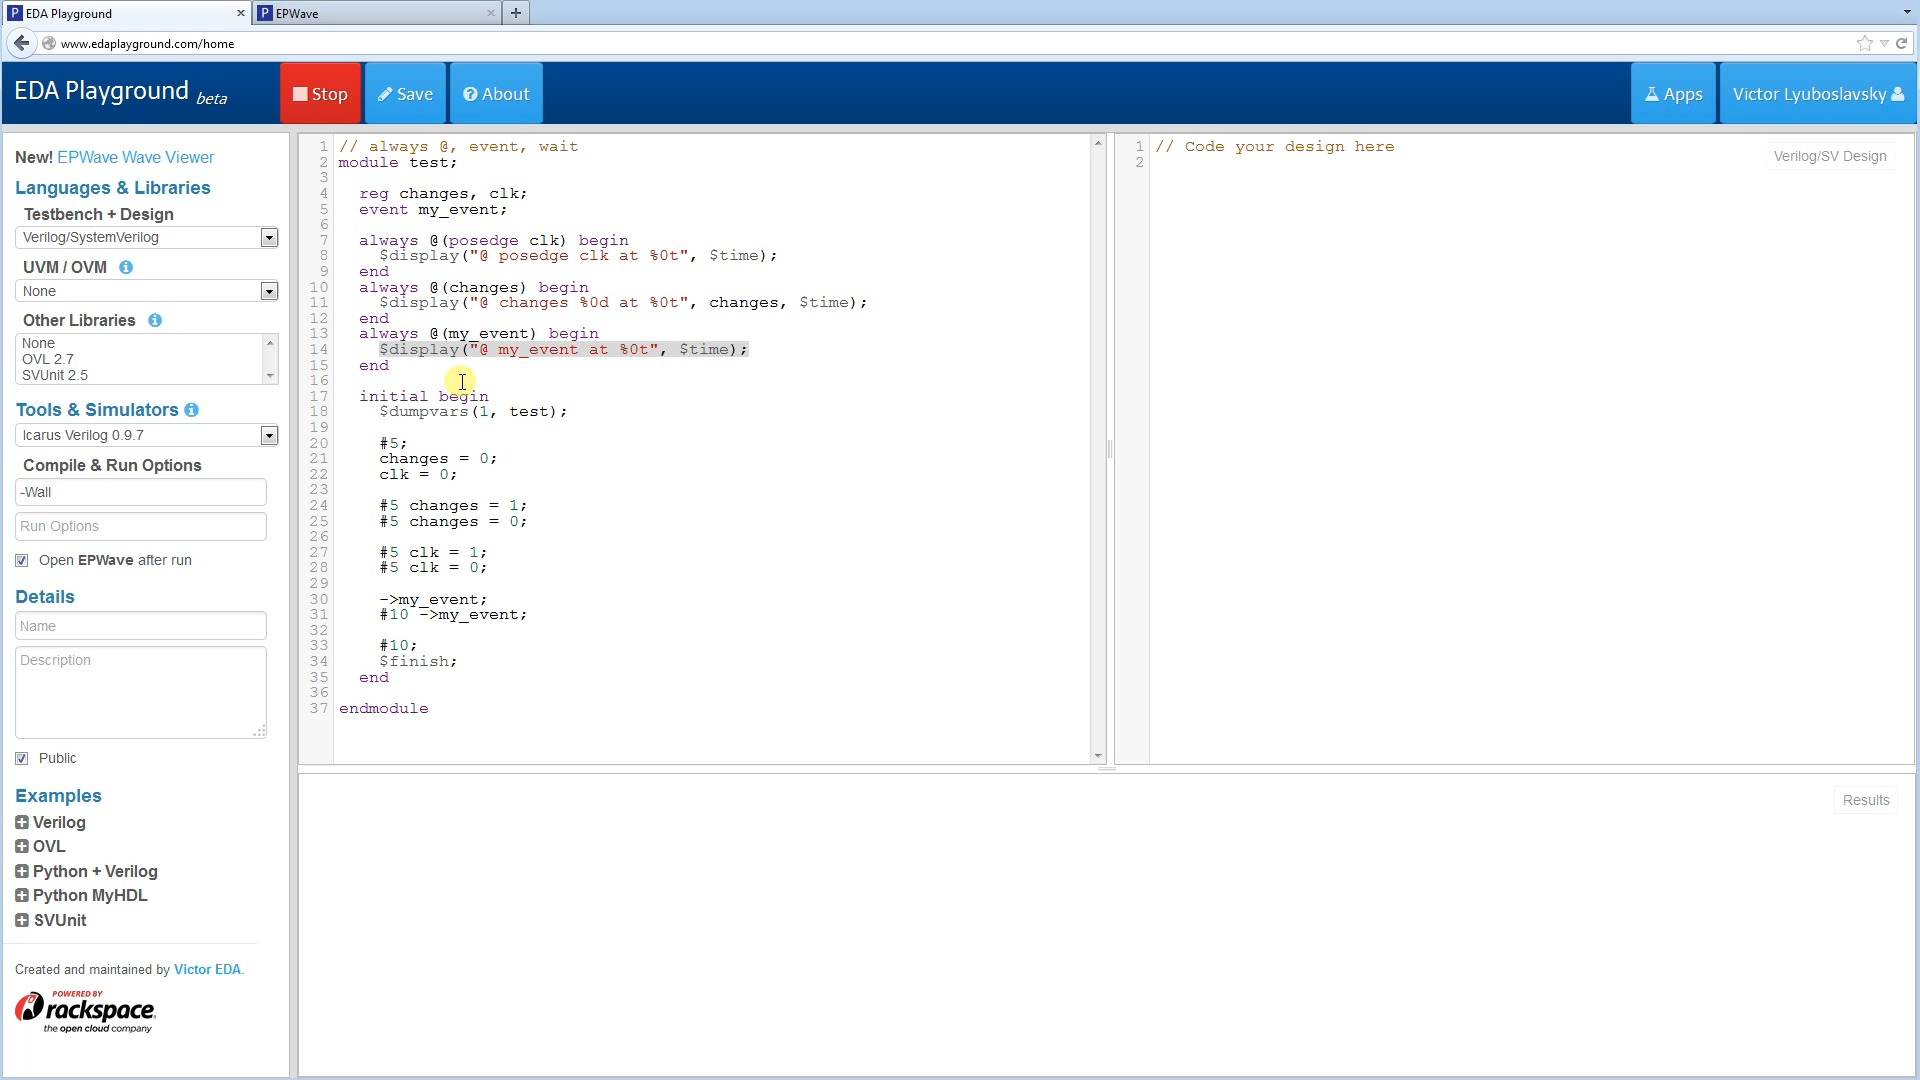 EDA Playground
EPWave
www.edaplayground.com/home
EDA Playground beta
Stop
Save
About
Apps
Victor Lyuboslavsky
New! EPWave Wave Viewer
Languages & Libraries
Testbench + Design
Verilog/SystemVerilog
UVM / OVM
None
Other Libraries
None
OVL 2.7
SVUnit 2.5
Tools & Simulators
Icarus Verilog 0.9.7
Compile & Run Options
-Wall
Run Options
Open EPWave after run
Details
Name
Description
Public
Examples
Verilog
OVL
Python + Verilog
Python MyHDL
SVUnit
Created and maintained by Victor EDA.
POWERED BY
rackspace.
the open cloud company
1 // always @, event, wait
2 module test;
3
4   reg changes, clk;
5   event my_event;
6
7   always @(posedge clk) begin
8     $display("@ posedge clk at %0t", $time);
9   end
10   always @(changes) begin
11     $display("@ changes %0d at %0t", changes, $time);
12   end
13   always @(my_event) begin
14     $display("@ my_event at %0t", $time);
15   end
16
17   initial begin
18     $dumpvars(1, test);
19
20     #5;
21     changes = 0;
22     clk = 0;
23
24     #5 changes = 1;
25     #5 changes = 0;
26
27     #5 clk = 1;
28     #5 clk = 0;
29
30     ->my_event;
31     #10 ->my_event;
32
33     #10;
34     $finish;
35   end
36
37 endmodule
1 // Code your design here
2
Verilog/SV Design
Results